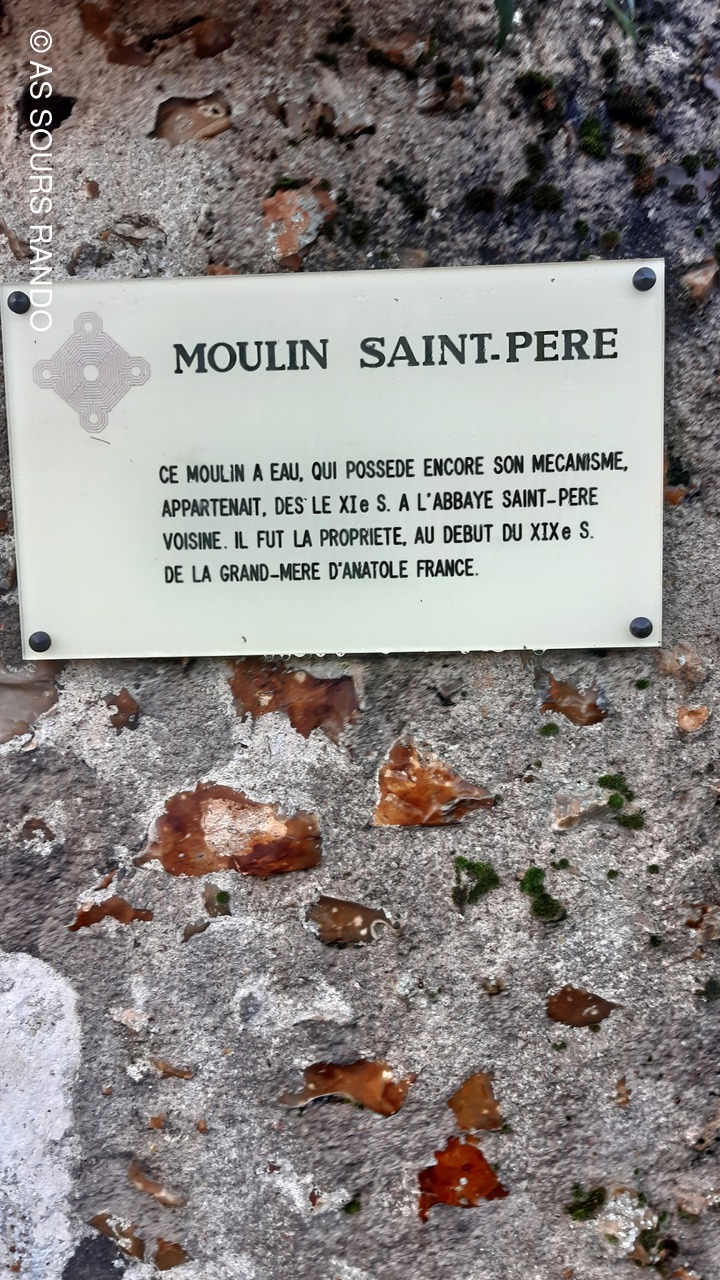 © AS SOURS RANDO
MOULIN SAINT-PERE
CE MOULIN A EAU, QUI POSSEDE ENCORE SON MECANISME,
APPARTENAIT, DES LE XIe S. A L'ABBAYE SAINT-PERE
VOISINE. IL FUT LA PROPRIETE, AU DEBUT DU XIXe S.
DE LA GRAND-MERE D'ANATOLE FRANCE.